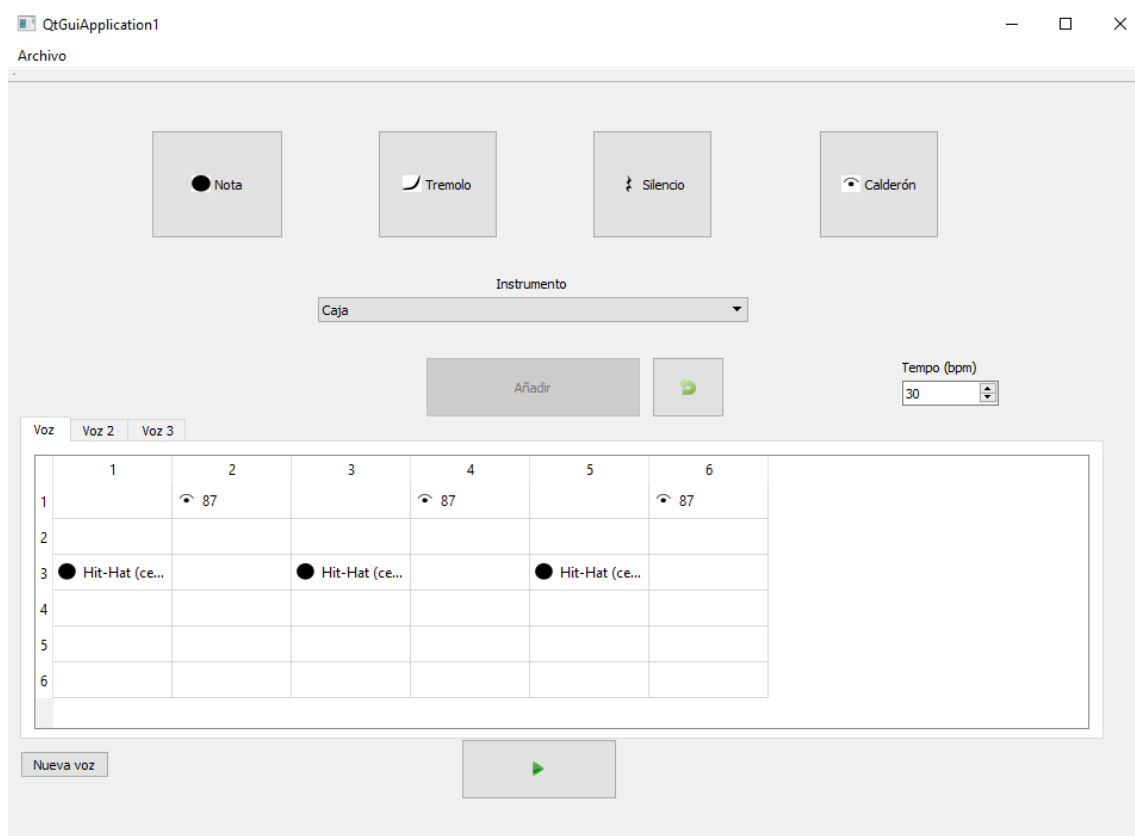 QtGuiApplication1
Archivo
Nota
Tremolo
Silencio
Calderón
Instrumento
Caja
Añadir
Tempo (bpm)
30
Voz Voz 2 Voz 3
1 2 3 4 5 6
1 87 87 87
2
3 Hit-Hat (ce... Hit-Hat (ce... Hit-Hat (ce...
4
5
6
Nueva voz